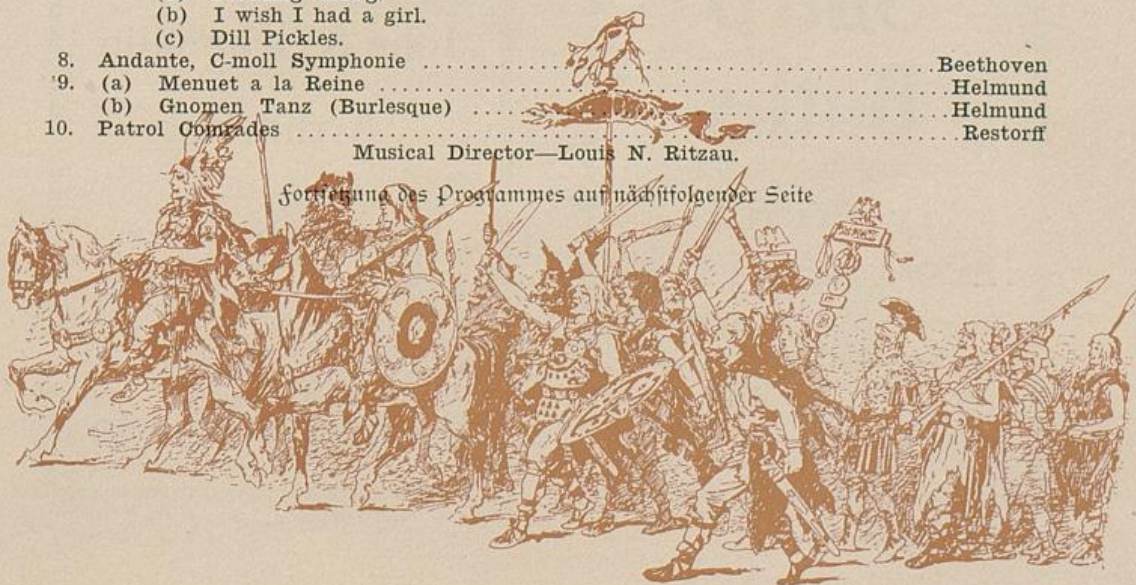 (b) I wish I had a girl.
(c) Dill Pickles.
8. Andante, C-moll Symphonie ........................ Beethoven
9. (a) Menuet a la Reine ........................ Helmund
(b) Gnomen Tanz (Burlesque) ........................ Helmund
10. Patrol Comrades ........................ Restorff
Musical Director—Louis N. Ritzau.
Fortsetzung des Programmes auf nächstfolgender Seite